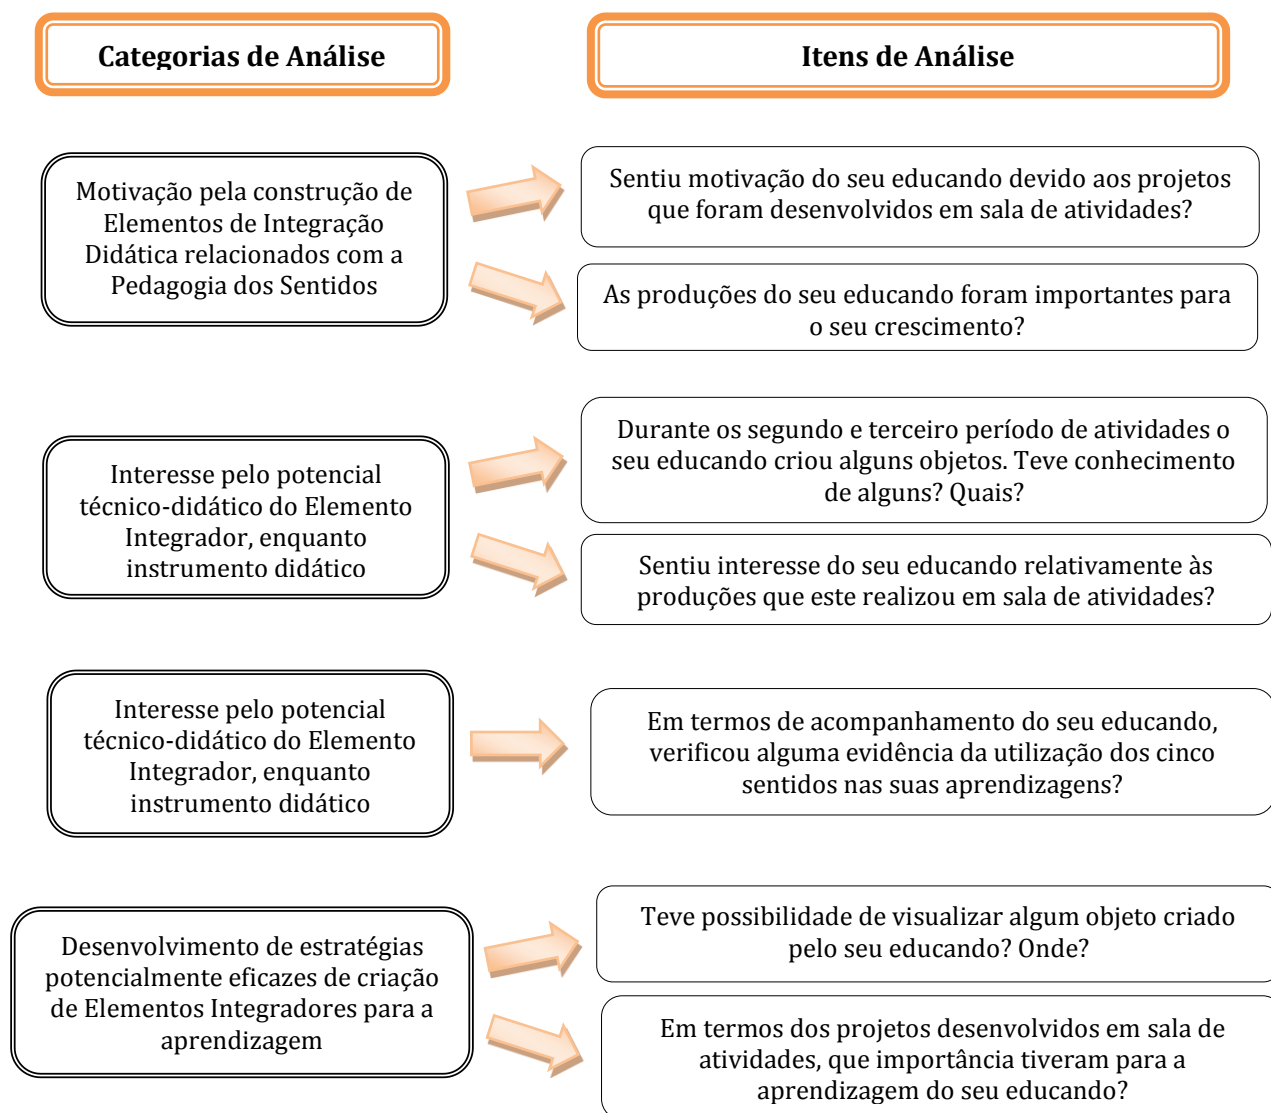 Categorias de Análise
Itens de Análise
Motivação pela construção de
Elementos de Integração
Didática relacionados com a
Pedagogia dos Sentidos
Sentiu motivação do seu educando devido aos projetos
que foram desenvolvidos em sala de atividades?
As produções do seu educando foram importantes para
o seu crescimento?
Interesse pelo potencial
técnico-didático do Elemento
Integrador, enquanto
instrumento didático
Durante os segundo e terceiro período de atividades o
seu educando criou alguns objetos. Teve conhecimento
de alguns? Quais?
Sentiu interesse do seu educando relativamente às
produções que este realizou em sala de atividades?
Interesse pelo potencial
técnico-didático do Elemento
Integrador, enquanto
instrumento didático
Em termos de acompanhamento do seu educando,
verificou alguma evidência da utilização dos cinco
sentidos nas suas aprendizagens?
Desenvolvimento de estratégias
potencialmente eficazes de criação
de Elementos Integradores para a
aprendizagem
Teve possibilidade de visualizar algum objeto criado
pelo seu educando? Onde?
Em termos dos projetos desenvolvidos em sala de
atividades, que importância tiveram para a
aprendizagem do seu educando?